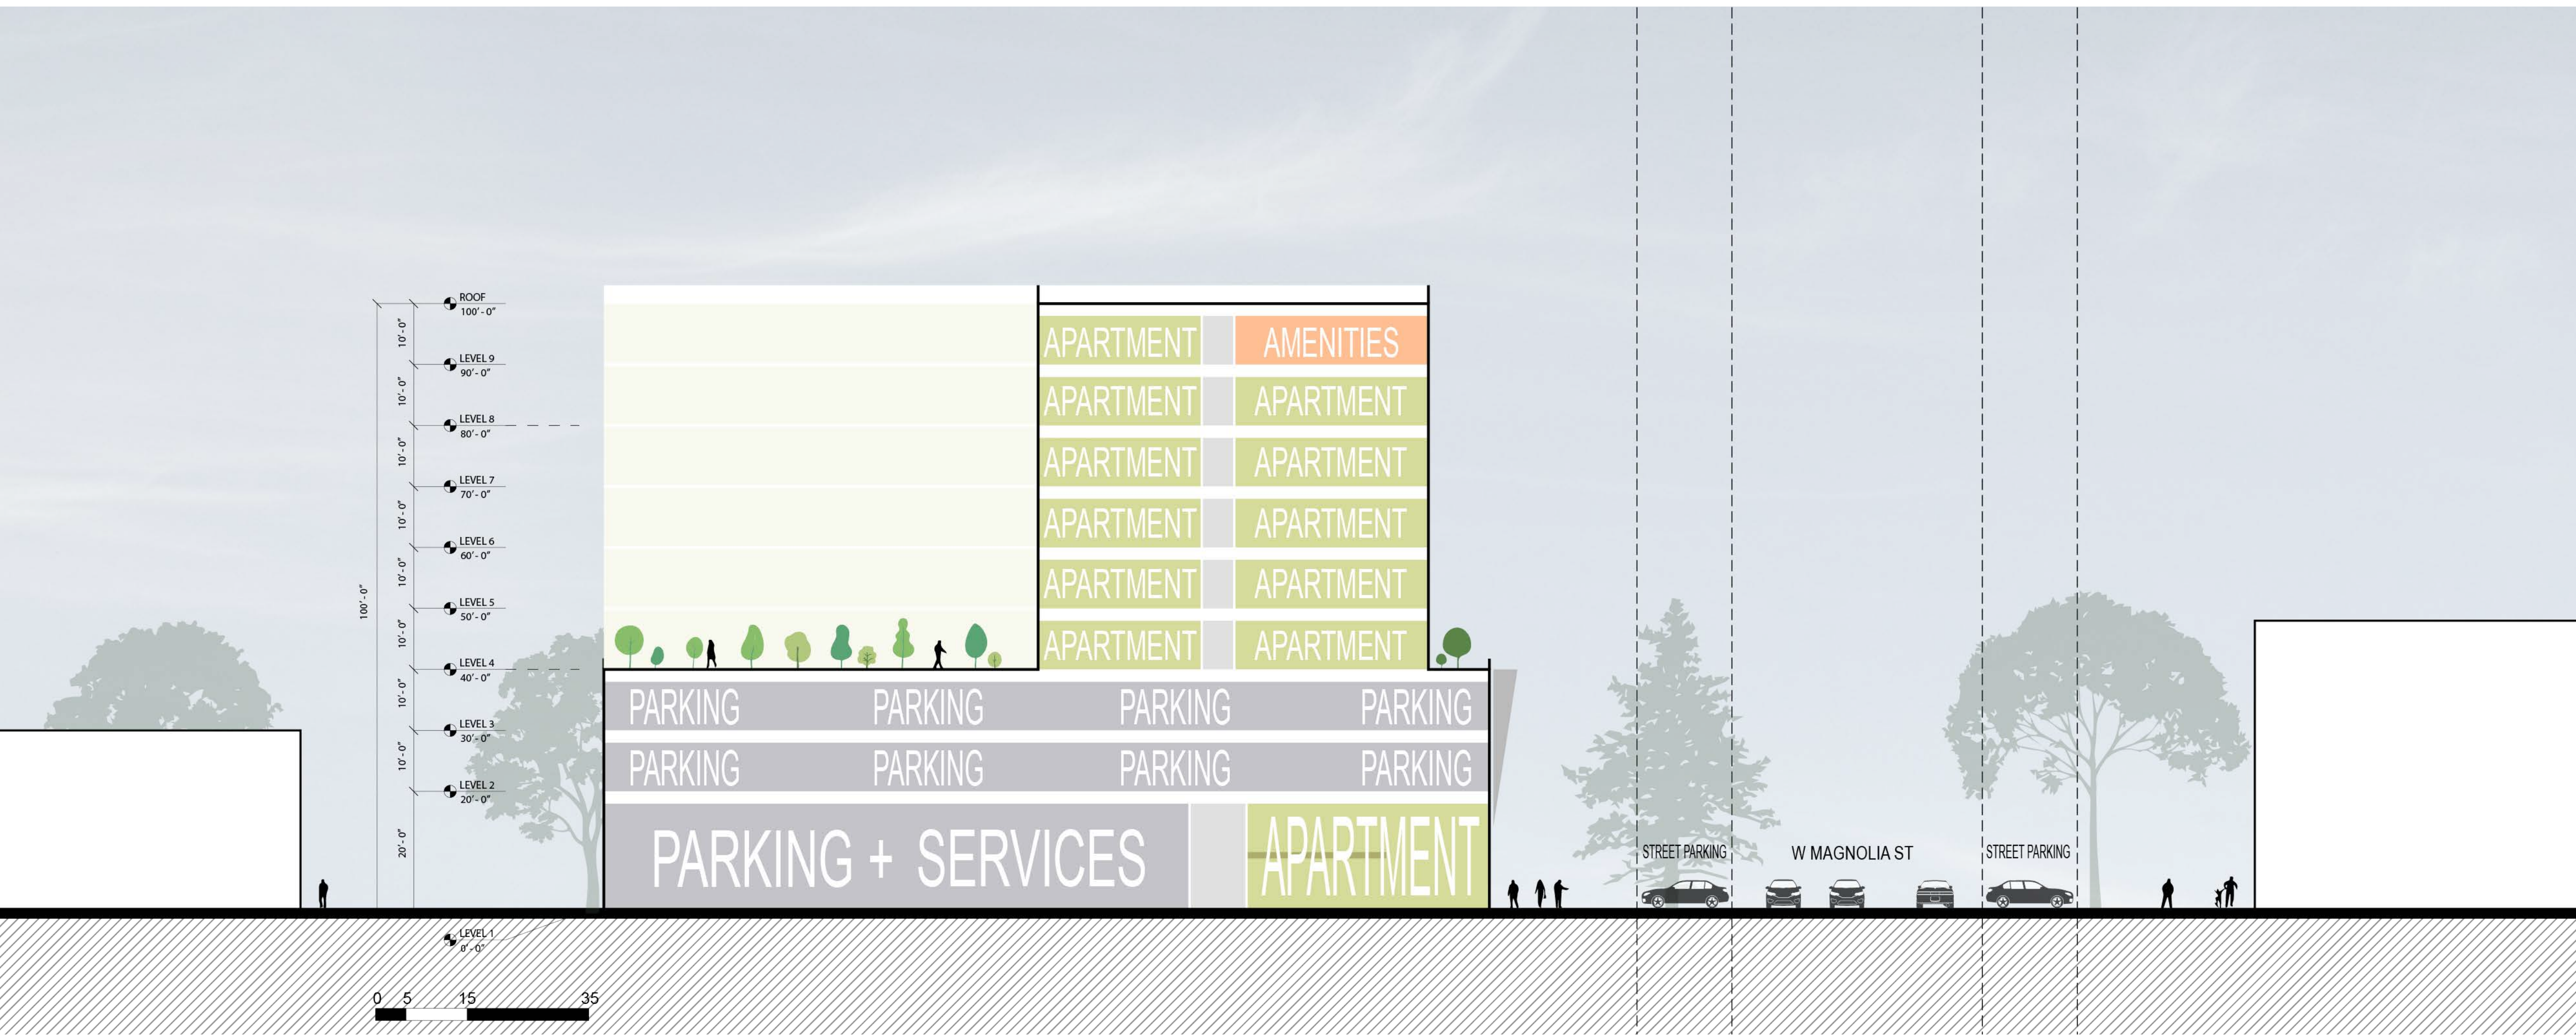 ROOF
100'- 0"
LEVEL 9
90'- 0"
LEVEL 8
80'- 0"
LEVEL 7
70'- 0"
LEVEL 6
60'- 0"
LEVEL 5
50'- 0"
LEVEL 4
40'- 0"
LEVEL 3
30'- 0"
LEVEL 2
20'- 0"
LEVEL 1
0'- 0"
100'- 0"
10'- 0"
10'- 0"
10'- 0"
10'- 0"
10'- 0"
10'- 0"
10'- 0"
10'- 0"
20'- 0"
APARTMENT AMENITIES
APARTMENT APARTMENT
APARTMENT APARTMENT
APARTMENT APARTMENT
APARTMENT APARTMENT
APARTMENT APARTMENT
PARKING PARKING PARKING PARKING
PARKING PARKING PARKING PARKING
PARKING + SERVICES APARTMENT
STREET PARKING W MAGNOLIA ST STREET PARKING
0 5 15 35